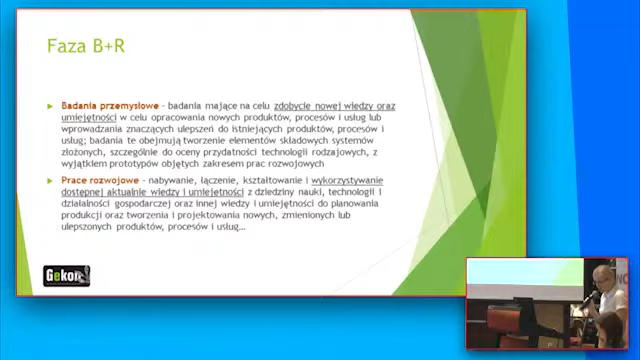 Faza B+R
Badania przemysłowe – badania mające na celu zdobycie nowej wiedzy oraz
umiejętności w celu opracowania nowych produktów, procesów i usług lub
wprowadzania znaczących ulepszeń do istniejących produktów, procesów i
usług; badania te obejmują tworzenie elementów składowych systemów
złożonych, szczególnie do oceny przydatności technologii rodzajowych, z
wyjątkiem prototypów objętych zakresem prac rozwojowych
Prace rozwojowe – nabywanie, łączenie, kształtowanie i wykorzystywanie
dostępnej aktualnie wiedzy i umiejętności z dziedziny nauki, technologii i
działalności gospodarczej oraz innej wiedzy i umiejętności do planowania
produkcji oraz tworzenia i projektowania nowych, zmienionych lub
ulepszonych produktów, procesów i usług…
Gekon